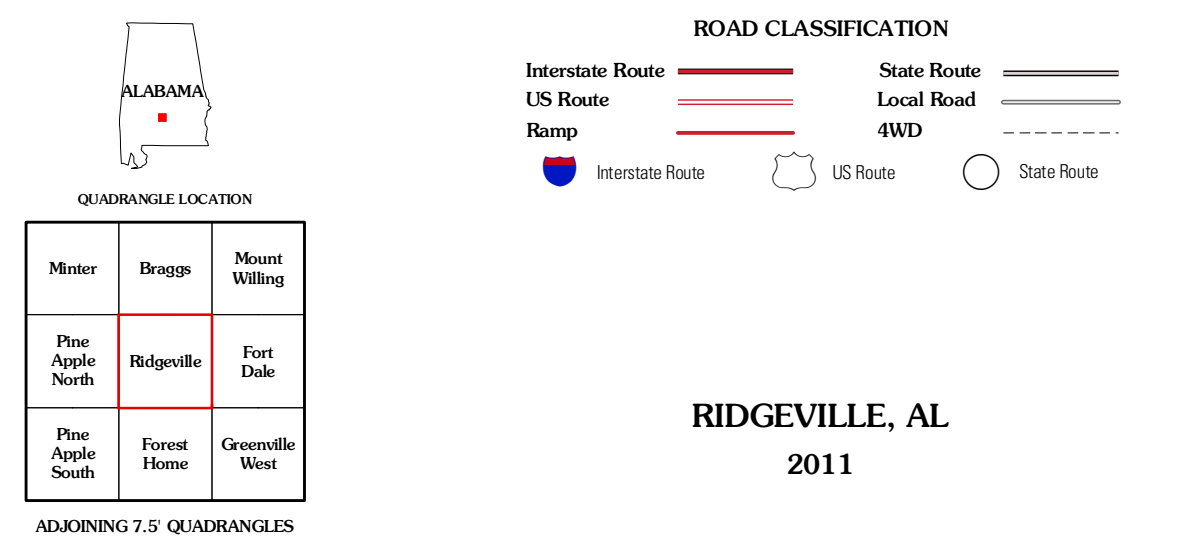 ALABAMA
QUADRANGLE LOCATION
Minter
Braggs
Mount
Willing
Pine
Apple
North
Ridgeville
Fort
Dale
Pine
Apple
South
Forest
Home
Greenville
West
ADJOINING 7.5' QUADRANGLES
ROAD CLASSIFICATION
Interstate Route
State Route
US Route
Local Road
Ramp
4WD
Interstate Route
US Route
State Route
RIDGEVILLE, AL
2011